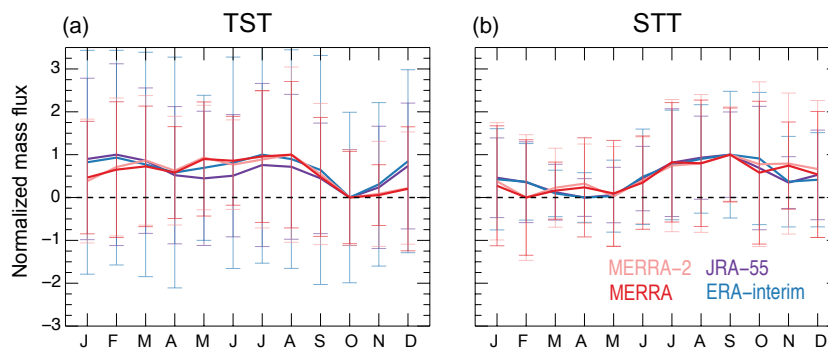 (a) TST
(b) STT
Normalized mass flux
3
2
1
0
−1
−2
−3
J F M A M J J A S O N D
J F M A M J J A S O N D
MERRA−2 JRA−55
MERRA ERA−interim